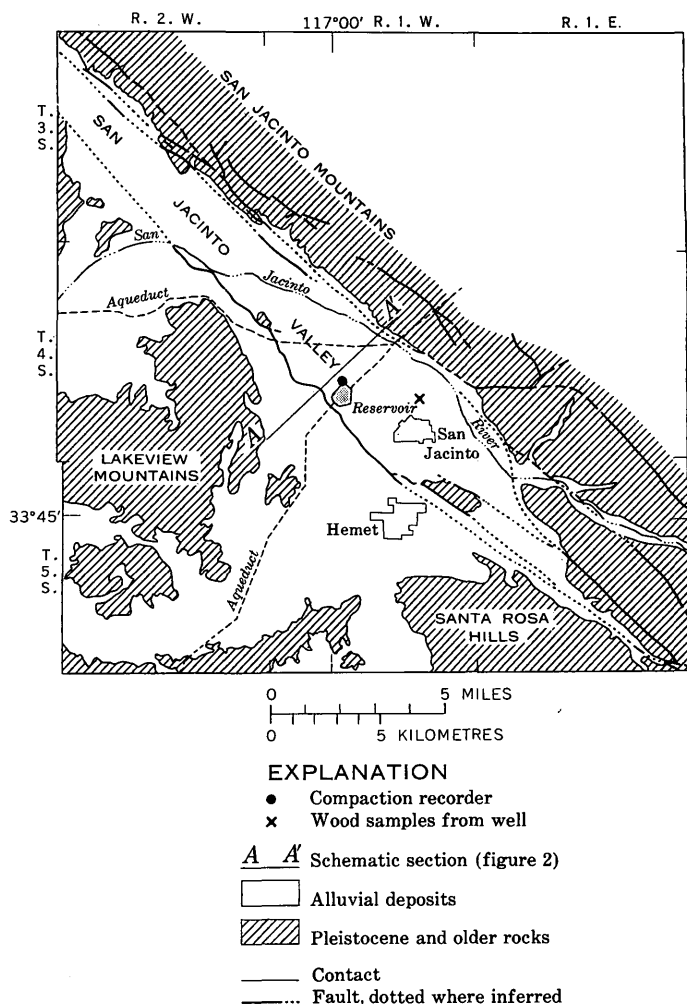 R. 2. W. 117°00′ R. 1. W. R. 1. E.
SAN JACINTO MOUNTAINS
T.
3.
S.
SAN
JACINTO
VALLEY
San
Jacinto
River
Aqueduct
A′
T.
4.
S.
Reservoir
San
Jacinto
A
LAKEVIEW
MOUNTAINS
33°45′
Hemet
T.
5.
S.
Aqueduct
SANTA ROSA
HILLS
0 5 MILES
0 5 KILOMETRES
EXPLANATION
Compaction recorder
Wood samples from well
A A′ Schematic section (figure 2)
Alluvial deposits
Pleistocene and older rocks
Contact
Fault, dotted where inferred